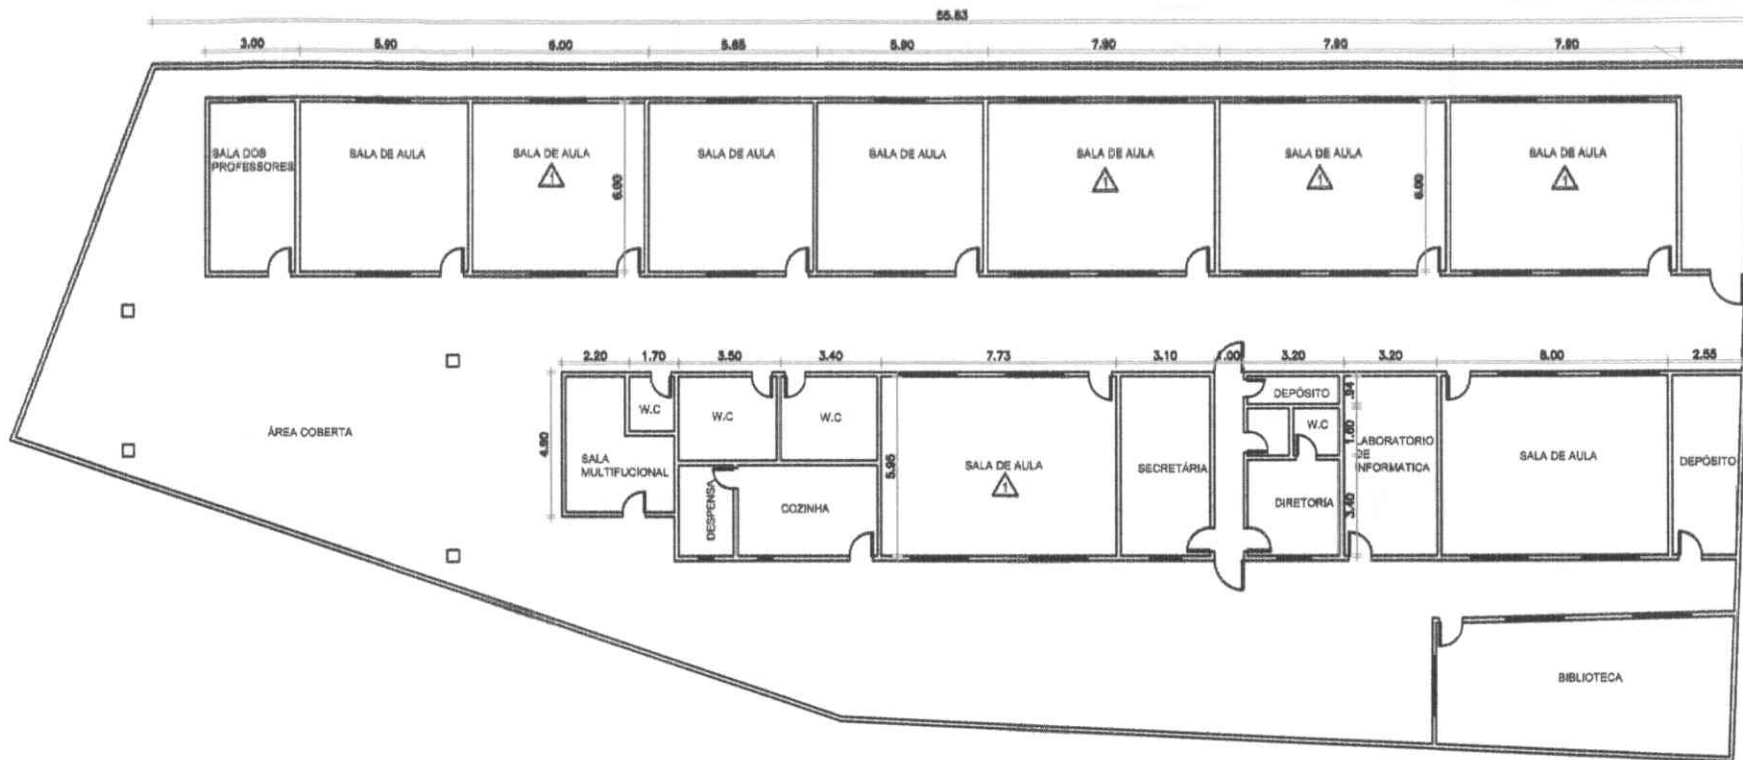 55.83
3.00 5.90 6.00 5.85 5.90 7.90 7.90 7.90
SALA DOS
PROFESSORES
SALA DE AULA
SALA DE AULA
1
SALA DE AULA
SALA DE AULA
SALA DE AULA
1
SALA DE AULA
1
SALA DE AULA
1
6.00
6.00
2.20 1.70 3.50 3.40 7.73 3.10 1.00 3.20 3.20 8.00 2.55
ÁREA COBERTA
4.90
W.C
W.C
W.C
SALA
MULTIFUCIONAL
DESPENSA
COZINHA
5.95
SALA DE AULA
1
SECRETÁRIA
DEPÓSITO
W.C
DIRETORIA
.94
1.60
3.40
LABORATORIO
DE
INFORMATICA
SALA DE AULA
DEPÓSITO
BIBLIOTECA